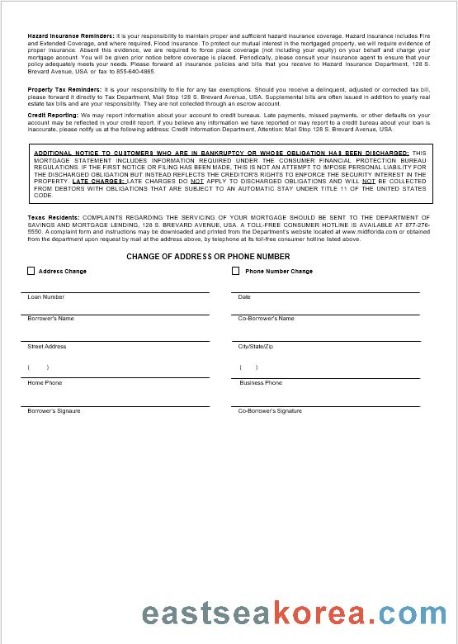 Hazard Insurance Reminders: It is your responsibility to maintain proper and sufficient hazard insurance coverage. Hazard insurance includes Fire
and Extended Coverage, and where required, Flood insurance. To protect our mutual interest in the mortgaged property, we will require evidence of
proper insurance. Absent this evidence, we are required to force place coverage (not including your equity) on your behalf and charge your
mortgage account. You will be given prior notice before coverage is placed. Periodically, please consult your insurance agent to ensure that your
policy adequately meets your needs. Please forward all insurance policies and bills that you receive to Hazard Insurance Department, 128 S.
Brevard Avenue, USA or fax to 855-640-4865.
Property Tax Reminders: It is your responsibility to file for any tax exemptions. Should you receive a delinquent, adjusted or corrected tax bill,
please forward it directly to Tax Department, Mail Stop 128 S. Brevard Avenue, USA. Supplemental bills are often issued in addition to yearly real
estate tax bills and are your responsibility. They are not collected through an escrow account.
Credit Reporting: We may report information about your account to credit bureaus. Late payments, missed payments, or other defaults on your
account may be reflected in your credit report. If you believe any information we have reported or may report to a credit bureau about your loan is
inaccurate, please notify us at the following address: Credit Information Department, Attention: Mail Stop 128 S. Brevard Avenue, USA.
ADDITIONAL NOTICE TO CUSTOMERS WHO ARE IN BANKRUPTCY OR WHOSE OBLIGATION HAS BEEN DISCHARGED: THIS
MORTGAGE STATEMENT INCLUDES INFORMATION REQUIRED UNDER THE CONSUMER FINANCIAL PROTECTION BUREAU
REGULATIONS. IF THE FIRST NOTICE OR FILING HAS BEEN MADE, THIS IS NOT AN ATTEMPT TO IMPOSE PERSONAL LIABILITY FOR
THE DISCHARGED OBLIGATION BUT INSTEAD REFLECTS THE CREDITOR'S RIGHTS TO ENFORCE THE SECURITY INTEREST IN THE
PROPERTY. LATE CHARGES: LATE CHARGES DO NOT APPLY TO DISCHARGED OBLIGATIONS AND WILL NOT BE COLLECTED
FROM DEBTORS WITH OBLIGATIONS THAT ARE SUBJECT TO AN AUTOMATIC STAY UNDER TITLE 11 OF THE UNITED STATES
CODE.
Texas Residents: COMPLAINTS REGARDING THE SERVICING OF YOUR MORTGAGE SHOULD BE SENT TO THE DEPARTMENT OF
SAVINGS AND MORTGAGE LENDING, 128 S. BREVARD AVENUE, USA. A TOLL-FREE CONSUMER HOTLINE IS AVAILABLE AT 877-276-
5550. A complaint form and instructions may be downloaded and printed from the Department's website located at www.midflorida.com or obtained
from the department upon request by mail at the address above, by telephone at its toll-free consumer hotline listed above.
CHANGE OF ADDRESS OR PHONE NUMBER
Address Change Phone Number Change
Loan Number Date
Borrower's Name Co-Borrower's Name
Street Address City/State/Zip
( ) ( )
Home Phone Business Phone
Borrower's Signaure Co-Borrower's Signature
eastseakorea.com